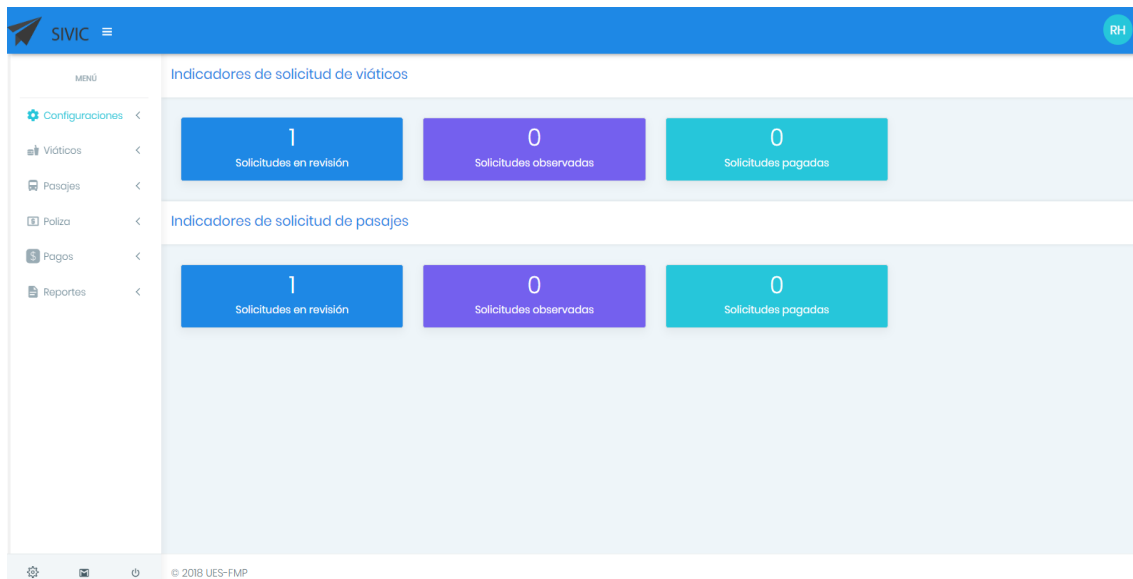 SIVIC
RH
MENÚ
Configuraciones
Viáticos
Pasajes
Poliza
Pagos
Reportes
Indicadores de solicitud de viáticos
1
Solicitudes en revisión
0
Solicitudes observadas
0
Solicitudes pagadas
Indicadores de solicitud de pasajes
1
Solicitudes en revisión
0
Solicitudes observadas
0
Solicitudes pagadas
© 2018 UES-FMP